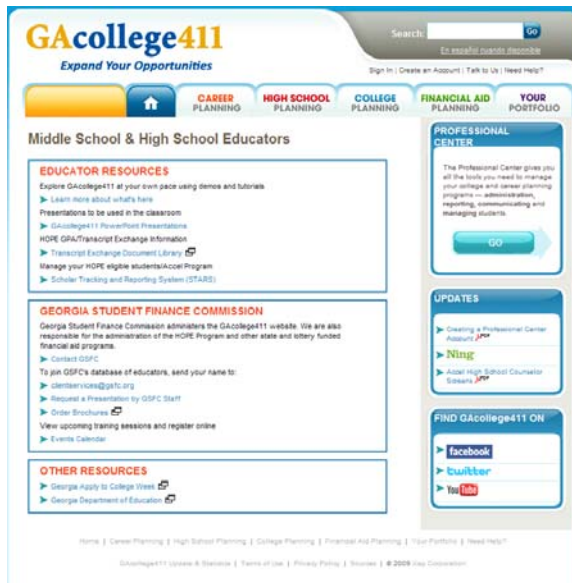 GAcollege411
Expand Your Opportunities
Search:
Go
En español cuando disponible
Sign In | Create an Account | Talk to Us | Need Help?
CAREER PLANNING
HIGH SCHOOL PLANNING
COLLEGE PLANNING
FINANCIAL AID PLANNING
YOUR PORTFOLIO
Middle School & High School Educators
EDUCATOR RESOURCES
Explore GAcollege411 at your own pace using demos and tutorials
Learn more about what's here
Presentations to be used in the classroom
GAcollege411 PowerPoint Presentations
HOPE GPA/Transcript Exchange Information
Transcript Exchange Document Library
Manage your HOPE eligible students/Accel Program
Scholar Tracking and Reporting System (STARS)
GEORGIA STUDENT FINANCE COMMISSION
Georgia Student Finance Commission administers the GAcollege411 website. We are also
responsible for the administration of the HOPE Program and other state and lottery funded
financial aid programs.
Contact GSFC
To join GSFC's database of educators, send your name to:
clientservices@gsfc.org
Request a Presentation by GSFC Staff
Order Brochures
View upcoming training sessions and register online
Events Calendar
OTHER RESOURCES
Georgia Apply to College Week
Georgia Department of Education
PROFESSIONAL
CENTER
The Professional Center gives you
all the tools you need to manage
your college and career planning
programs — administration,
reporting, communicating and
managing students.
GO
UPDATES
Creating a Professional Center
Account PDF
Ning
Accel High School Counselor
PDF
FIND GAcollege411 ON
facebook
twitter
YouTube
Home | Career Planning | High School Planning | College Planning | Financial Aid Planning | Your Portfolio | Need Help?
GAcollege411 Update & Statistics | Terms of Use | Privacy Policy | Sources | © 2009 Xap Corporation